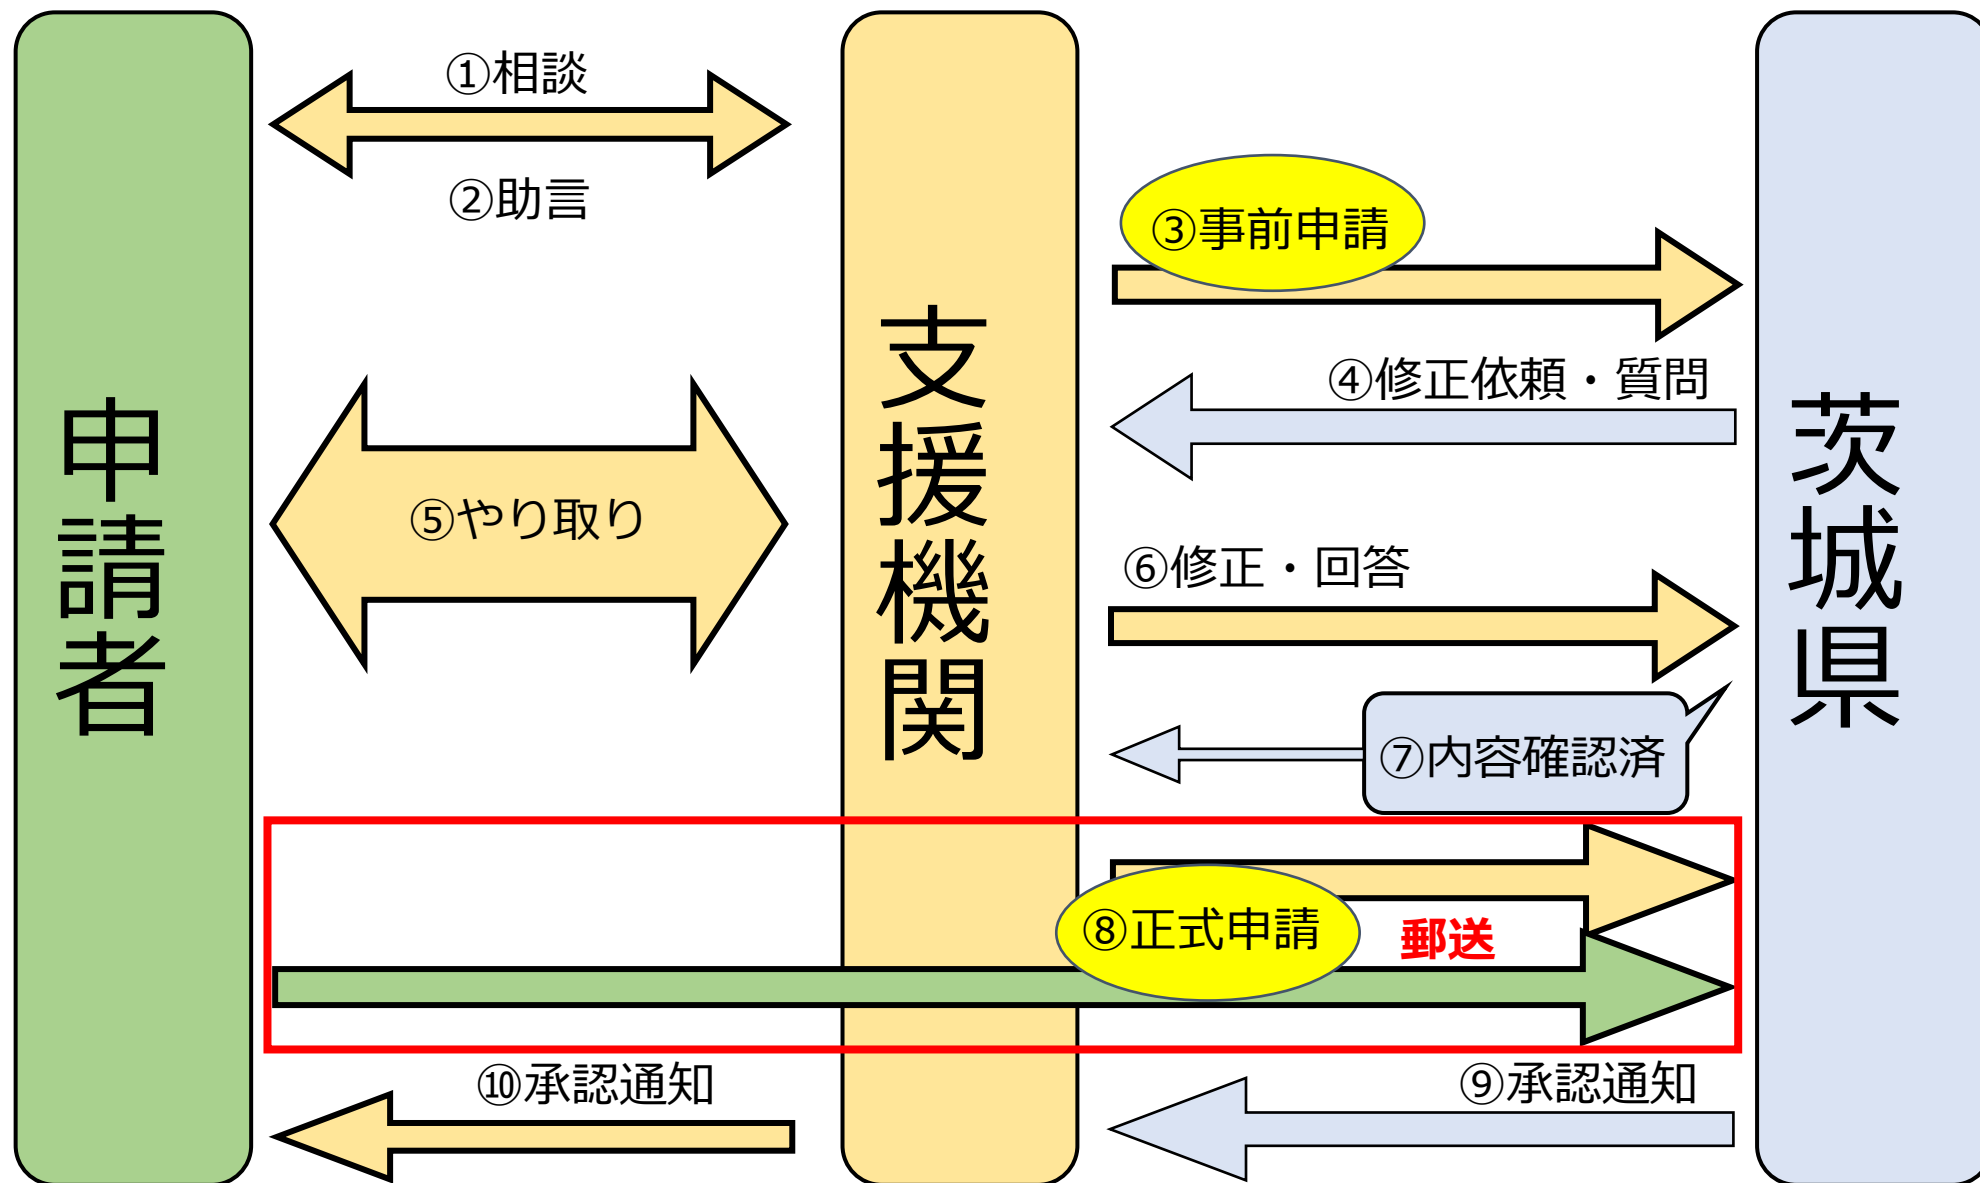 申請者
支援機関
茨城県
①相談
②助言
③事前申請
④修正依頼・質問
⑤やり取り
⑥修正・回答
⑦内容確認済
⑧正式申請
郵送
⑨承認通知
⑩承認通知